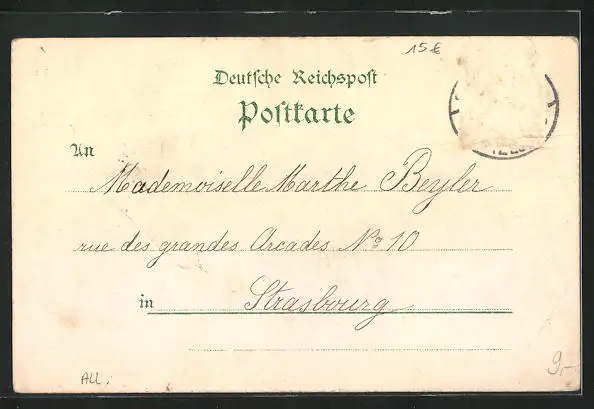 15 €
Deutsche Reichspost
Postkarte
An
Mademoiselle Marthe Beyler
rue des grandes Arcades No 10
in Strasbourg
ALL.
9,-